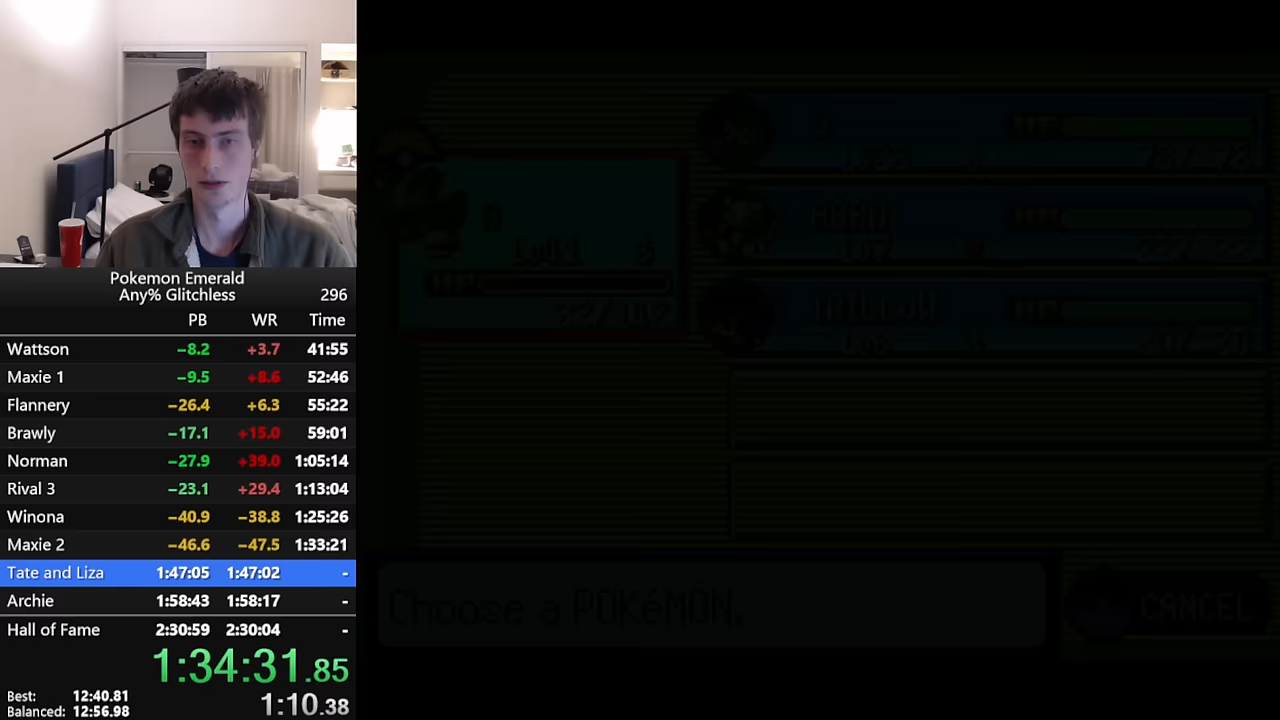 Pokemon Emerald
Any% Glitchless 296
PB WR Time
Wattson −8.2 +3.7 41:55
Maxie 1 −9.5 +8.6 52:46
Flannery −26.4 +6.3 55:22
Brawly −17.1 +15.0 59:01
Norman −27.9 +39.0 1:05:14
Rival 3 −23.1 +29.4 1:13:04
Winona −40.9 −38.8 1:25:26
Maxie 2 −46.6 −47.5 1:33:21
Tate and Liza 1:47:05 1:47:02 -
Archie 1:58:43 1:58:17 -
Hall of Fame 2:30:59 2:30:04 -
1:34:31.85
Best: 12:40.81
Balanced: 12:56.98
1:10.38
HP
HP
HP
HP
Choose a POKéMON.
CANCEL